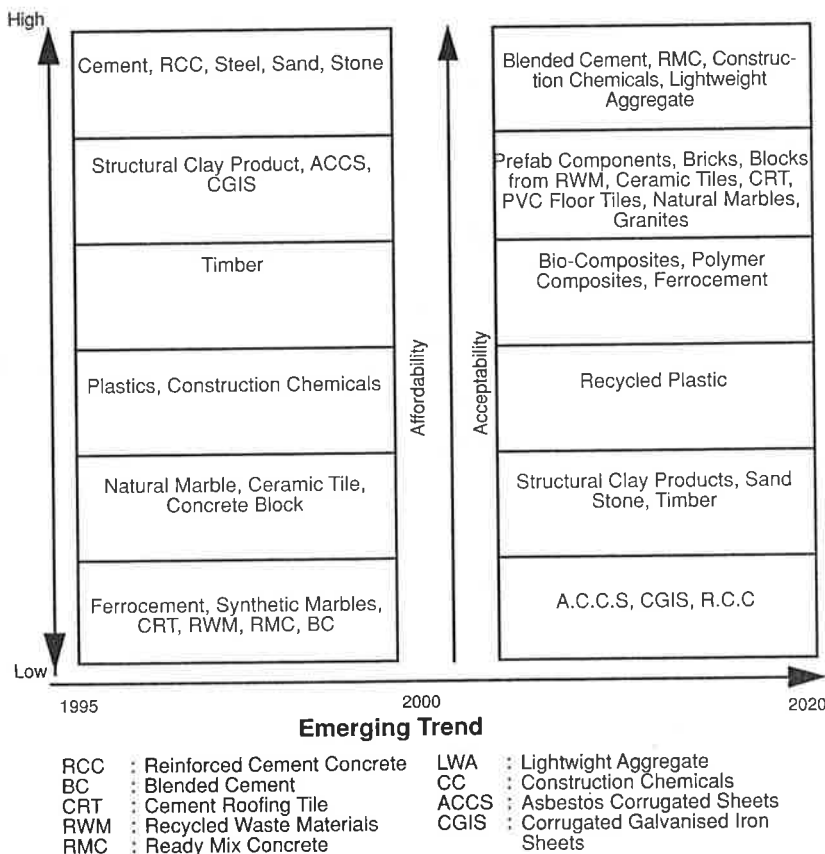 High
Cement, RCC, Steel, Sand, Stone
Structural Clay Product, ACCS,
CGIS
Timber
Plastics, Construction Chemicals
Natural Marble, Ceramic Tile,
Concrete Block
Ferrocement, Synthetic Marbles,
CRT, RWM, RMC, BC
Low
Affordability
Acceptability
Blended Cement, RMC, Construc-
tion Chemicals, Lightweight
Aggregate
Prefab Components, Bricks, Blocks
from RWM, Ceramic Tiles, CRT,
PVC Floor Tiles, Natural Marbles,
Granites
Bio-Composites, Polymer
Composites, Ferrocement
Recycled Plastic
Structural Clay Products, Sand
Stone, Timber
A.C.C.S, CGIS, R.C.C
1995
2000
2020
Emerging Trend
RCC : Reinforced Cement Concrete
BC : Blended Cement
CRT : Cement Roofing Tile
RWM : Recycled Waste Materials
RMC : Ready Mix Concrete
LWA : Lightwight Aggregate
CC : Construction Chemicals
ACCS : Asbestos Corrugated Sheets
CGIS : Corrugated Galvanised Iron
Sheets